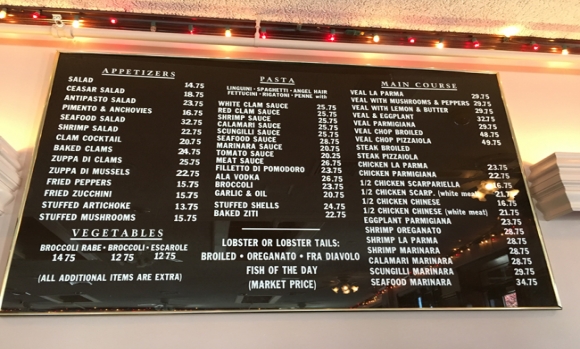 APPETIZERS
SALAD 14.75
CEASAR SALAD 18.75
ANTIPASTO SALAD 23.75
PIMENTO & ANCHOVIES 16.75
SEAFOOD SALAD 32.75
SHRIMP SALAD 22.75
CLAM COCKTAIL 20.75
BAKED CLAMS 24.75
ZUPPA DI CLAMS 25.75
ZUPPA DI MUSSELS 22.75
FRIED PEPPERS 15.75
FRIED ZUCCHINI 15.75
STUFFED ARTICHOKE 13.75
STUFFED MUSHROOMS 15.75
VEGETABLES
BROCCOLI RABE • BROCCOLI • ESCAROLE
14 75 12 75 12 75
(ALL ADDITIONAL ITEMS ARE EXTRA)
PASTA
LINGUINI • SPAGHETTI • ANGEL HAIR
FETTUCINI • RIGATONI • PENNE with
WHITE CLAM SAUCE 25.75
RED CLAM SAUCE 25.75
SHRIMP SAUCE 25.75
CALAMARI SAUCE 25.75
SCUNGILLI SAUCE 25.75
SEAFOOD SAUCE 28.75
MARINARA SAUCE 20.75
TOMATO SAUCE 20.75
MEAT SAUCE 26.75
FILLETTO DI POMODORO 23.75
ALA VODKA 26.75
BROCCOLI 23.75
GARLIC & OIL 20.75
STUFFED SHELLS 24.75
BAKED ZITI 22.75
LOBSTER OR LOBSTER TAILS:
BROILED • OREGANATO • FRA DIAVOLO
FISH OF THE DAY
(MARKET PRICE)
MAIN COURSE
VEAL LA PARMA 29.75
VEAL WITH MUSHROOMS & PEPPERS 29.75
VEAL WITH LEMON & BUTTER 29.75
VEAL & EGGPLANT 32.75
VEAL PARMIGIANA 29.75
VEAL CHOP BROILED 48.75
VEAL CHOP PIZZAIOLA 49.75
STEAK BROILED
STEAK PIZZAIOLA
CHICKEN LA PARMA 23.75
CHICKEN PARMIGIANA 22.75
1/2 CHICKEN SCARPARIELLA 16.75
1/2 CHICKEN SCARP. (white meat) 21.75
1/2 CHICKEN CHINESE 16.75
1/2 CHICKEN CHINESE (white meat) 21.75
EGGPLANT PARMIGIANA 23.75
SHRIMP OREGANATO 28.75
SHRIMP LA PARMA 28.75
SHRIMP MARINARA 28.75
CALAMARI MARINARA 28.75
SCUNGILLI MARINARA 29.75
SEAFOOD MARINARA 34.75